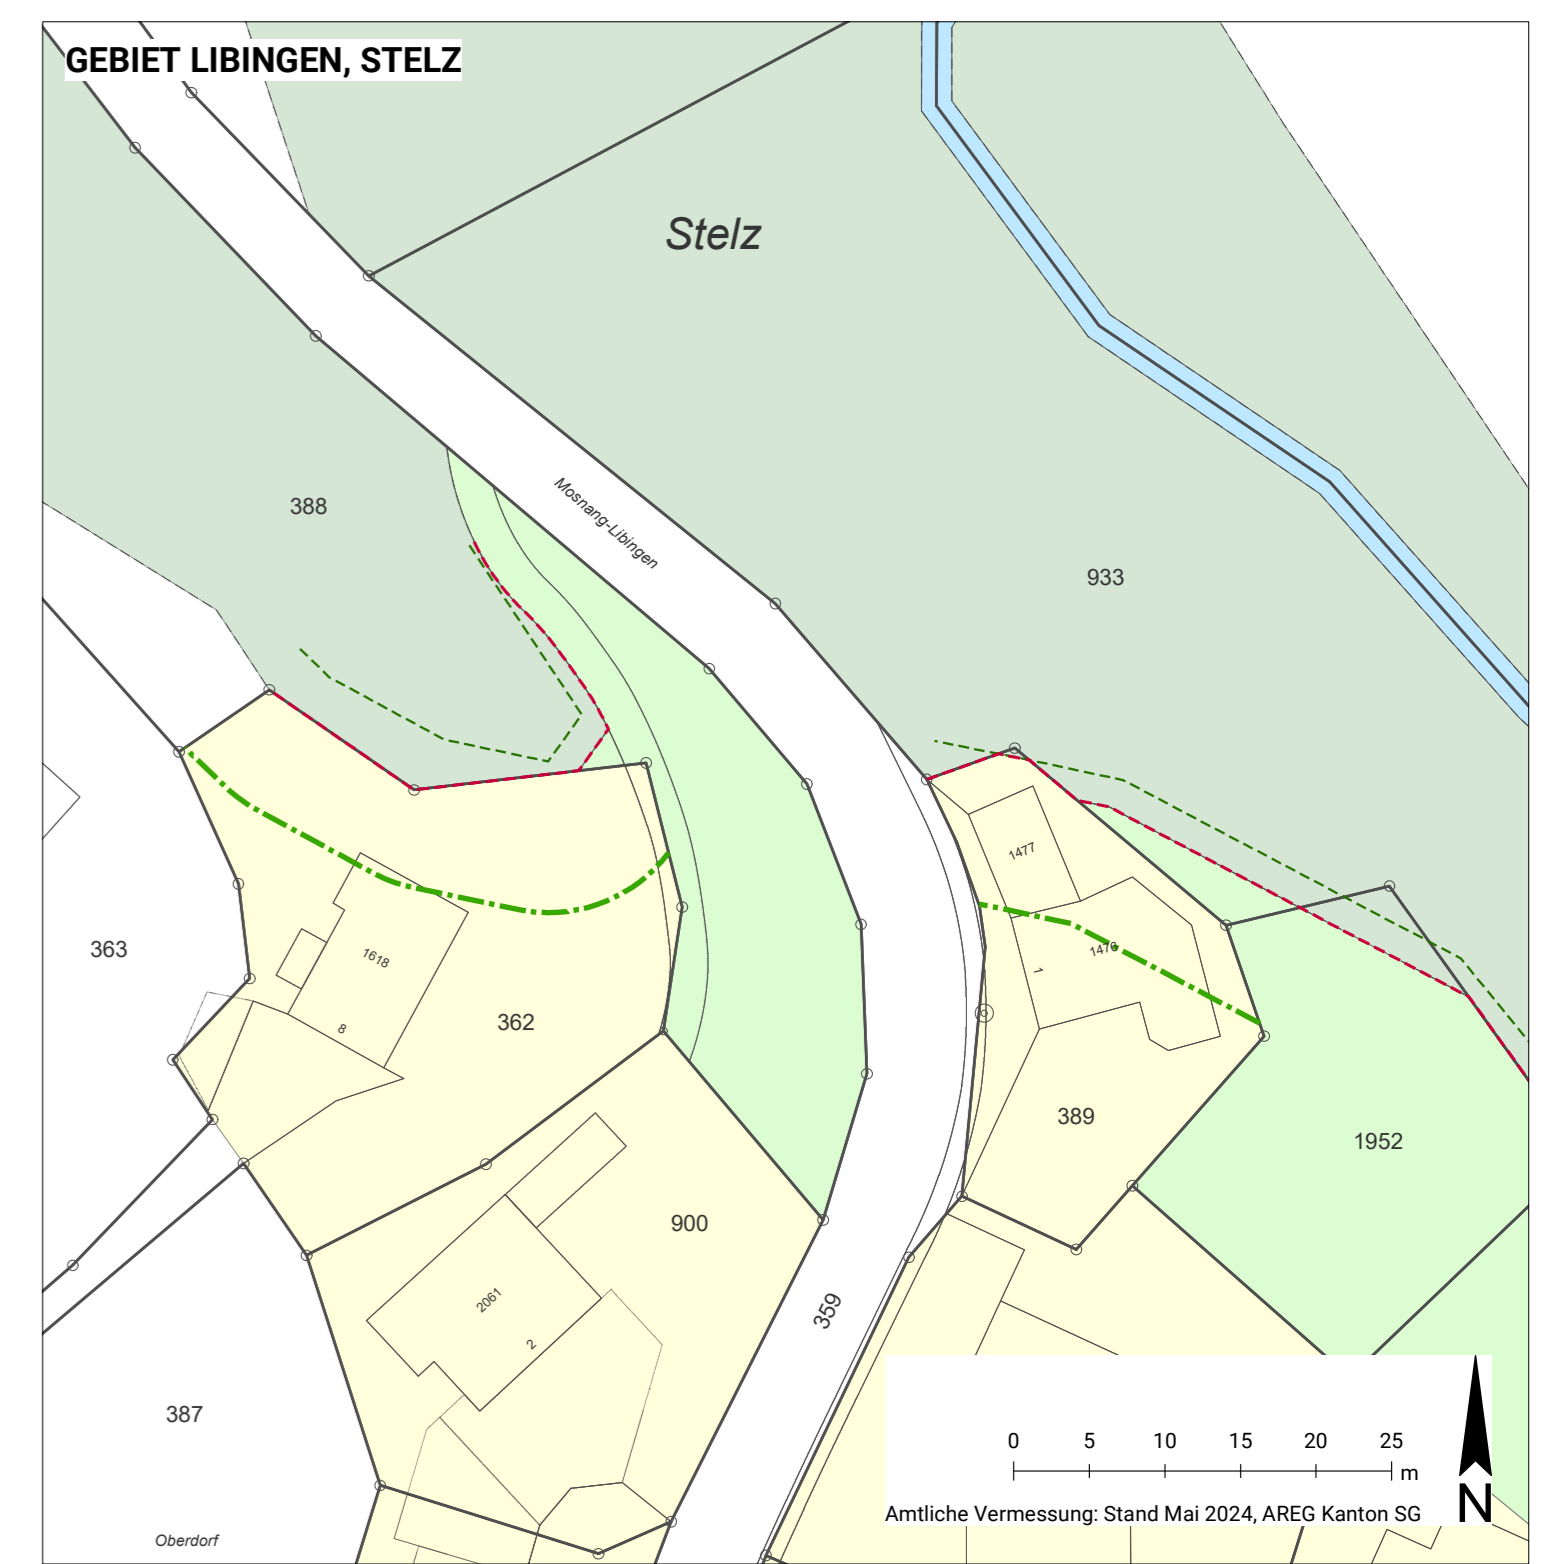 GEBIET LIBINGEN, STELZ
Stelz
388
Mosnang-Libingen
933
1477
363
1618
1476
1
362
8
389
1952
900
2061
359
2
387
0 5 10 15 20 25
m
Amtliche Vermessung: Stand Mai 2024, AREG Kanton SG
N
Oberdorf